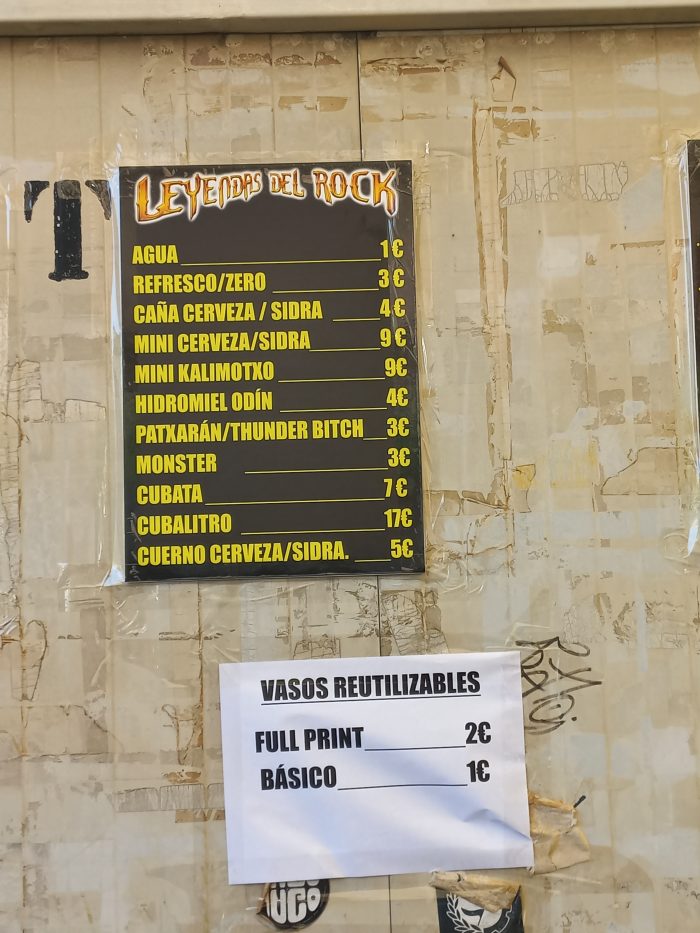 T
LEYENDAS DEL ROCK
AGUA 1€
REFRESCO/ZERO 3€
CAÑA CERVEZA / SIDRA 4€
MINI CERVEZA/SIDRA 9€
MINI KALIMOTXO 9€
HIDROMIEL ODÍN 4€
PATXARÁN/THUNDER BITCH 3€
MONSTER 3€
CUBATA 7€
CUBALITRO 17€
CUERNO CERVEZA/SIDRA. 5€
VASOS REUTILIZABLES
FULL PRINT 2€
BÁSICO 1€